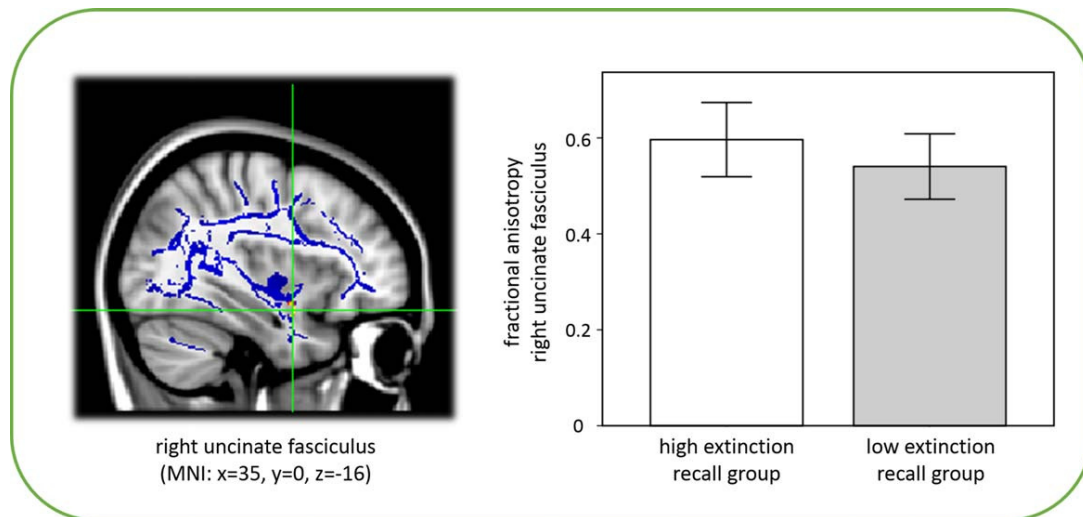 right uncinate fasciculus
(MNI: x=35, y=0, z=-16)
fractional anisotropy
right uncinate fasciculus
0.6
0.4
0.2
0
high extinction
recall group
low extinction
recall group